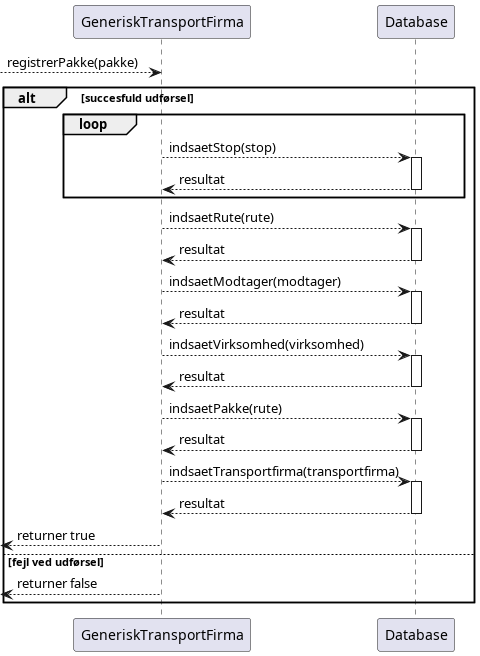 GeneriskTransportFirma
Database
registrerPakke(pakke)
alt [succesfuld udførsel]
loop
indsaetStop(stop)
resultat
indsaetRute(rute)
resultat
indsaetModtager(modtager)
resultat
indsaetVirksomhed(virksomhed)
resultat
indsaetPakke(rute)
resultat
indsaetTransportfirma(transportfirma)
resultat
returner true
[fejl ved udførsel]
returner false
GeneriskTransportFirma
Database